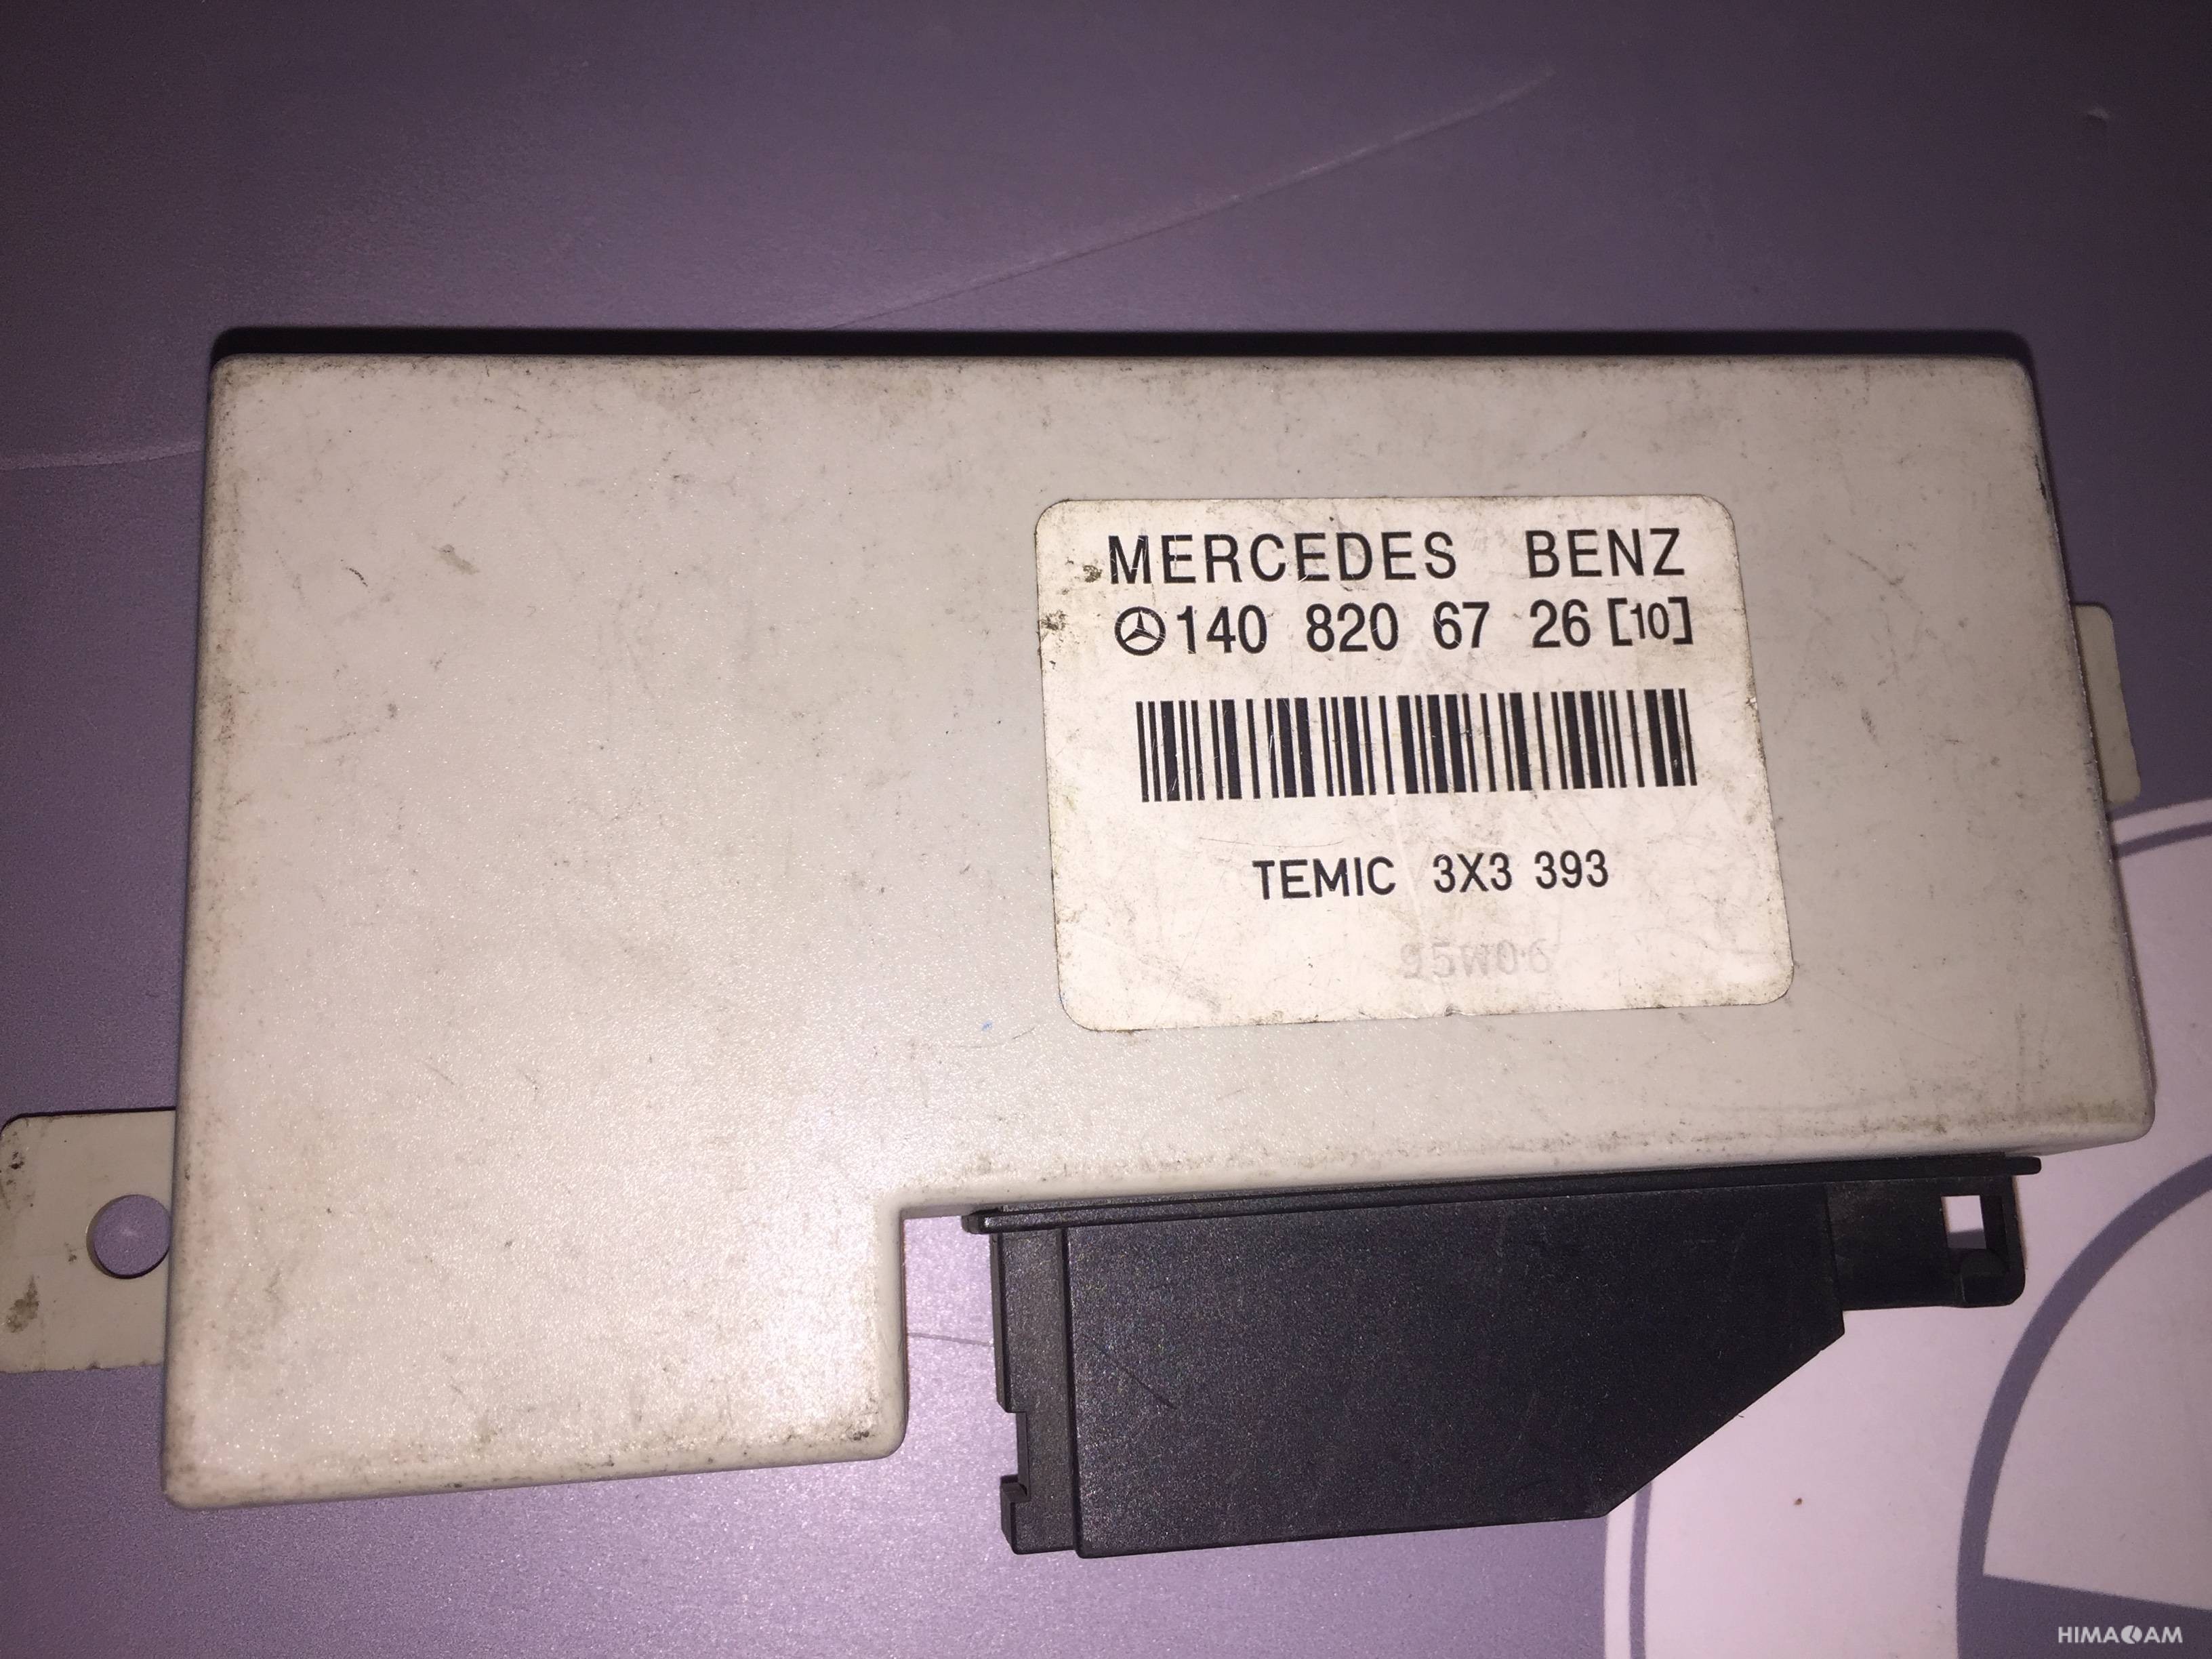 MERCEDES BENZ
140 820 67 26 [10]
TEMIC 3X3 393
95W06
HIMACAM